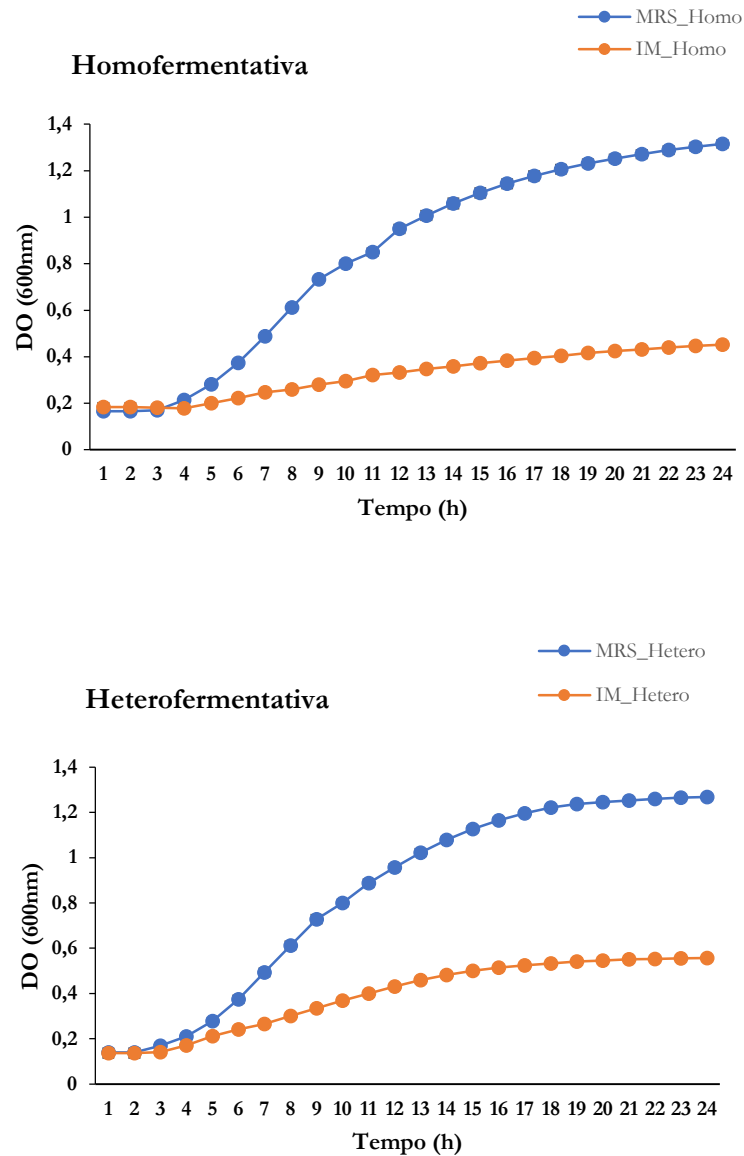 MRS_Homo
IM_Homo
Homofermentativa
1,4
1,2
1
0,8
0,6
0,4
0,2
0
DO (600nm)
1 2 3 4 5 6 7 8 9 10 11 12 13 14 15 16 17 18 19 20 21 22 23 24
Tempo (h)
MRS_Hetero
IM_Hetero
Heterofermentativa
1,4
1,2
1
0,8
0,6
0,4
0,2
0
DO (600nm)
1 2 3 4 5 6 7 8 9 10 11 12 13 14 15 16 17 18 19 20 21 22 23 24
Tempo (h)